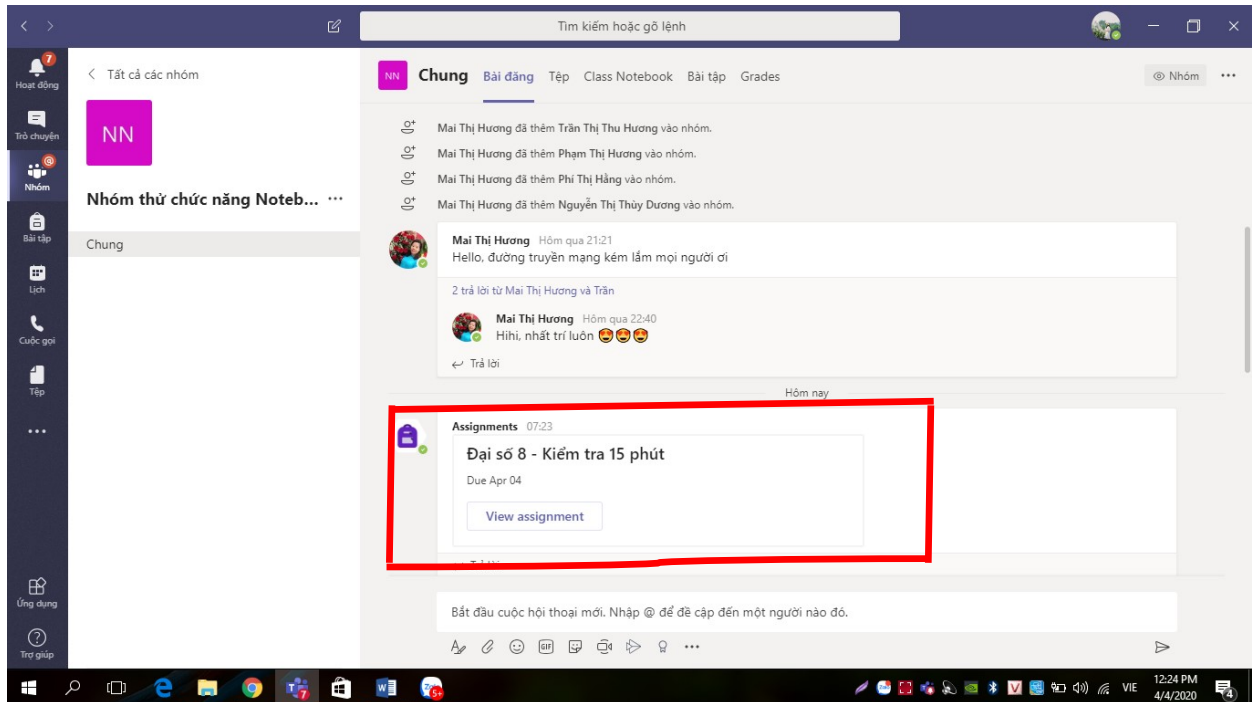 Tìm kiếm hoặc gõ lệnh
7
Hoạt động
Trò chuyện
@
Nhóm
Bài tập
Lịch
Cuộc gọi
Tệp
Ứng dụng
Trợ giúp
Tất cả các nhóm
NN
Nhóm thử chức năng Noteb... ...
Chung
NN Chung Bài đăng Tệp Class Notebook Bài tập Grades Nhóm ...
Mai Thị Hương đã thêm Trần Thị Thu Hương vào nhóm.
Mai Thị Hương đã thêm Phạm Thị Hương vào nhóm.
Mai Thị Hương đã thêm Phí Thị Hằng vào nhóm.
Mai Thị Hương đã thêm Nguyễn Thị Thùy Dương vào nhóm.
Mai Thị Hương Hôm qua 21:21
Hello, đường truyền mạng kém lắm mọi người ơi
2 trả lời từ Mai Thị Hương và Trần
Mai Thị Hương Hôm qua 22:40
Hihi, nhất trí luôn 😍😍😍
Trả lời
Hôm nay
Assignments 07:23
Đại số 8 - Kiểm tra 15 phút
Due Apr 04
View assignment
Bắt đầu cuộc hội thoại mới. Nhập @ để đề cập đến một người nào đó.
GIF
7
5+
VIE
12:24 PM
4/4/2020
4